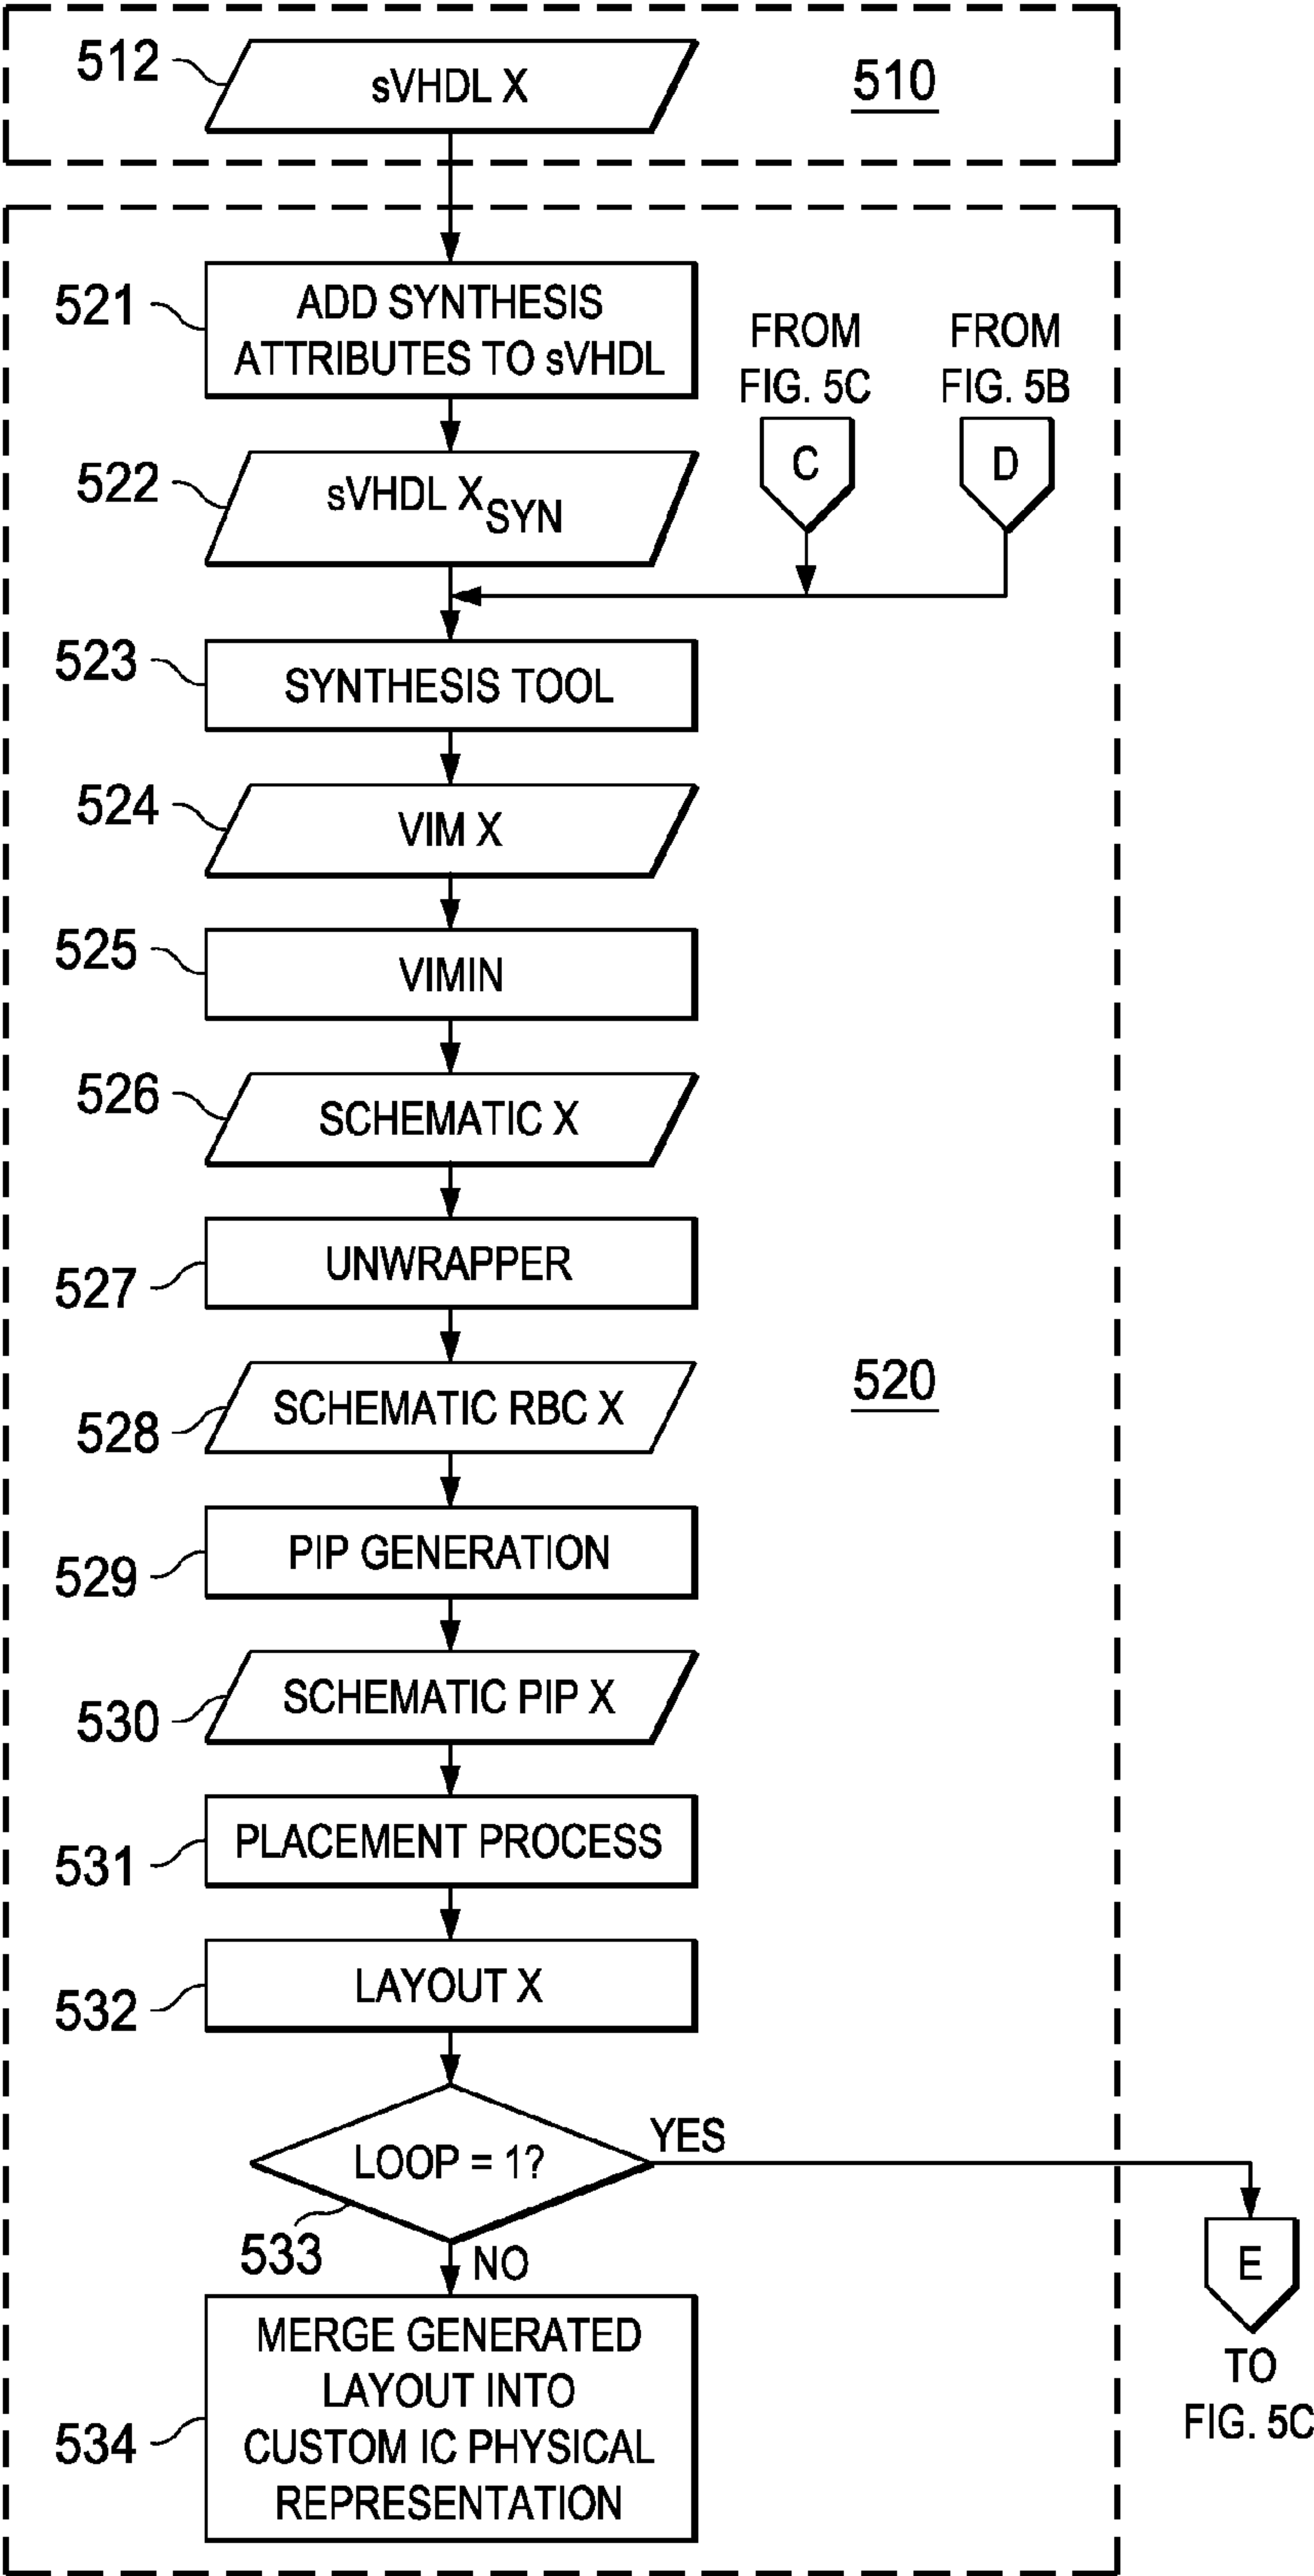 512
sVHDL X
510
521
ADD SYNTHESIS
ATTRIBUTES TO sVHDL
FROM
FIG. 5C
FROM
FIG. 5B
C
D
522
sVHDL XSYN
523
SYNTHESIS TOOL
524
VIM X
525
VIMIN
526
SCHEMATIC X
527
UNWRAPPER
520
528
SCHEMATIC RBC X
529
PIP GENERATION
530
SCHEMATIC PIP X
531
PLACEMENT PROCESS
532
LAYOUT X
LOOP = 1?
YES
533
NO
E
TO
FIG. 5C
534
MERGE GENERATED
LAYOUT INTO
CUSTOM IC PHYSICAL
REPRESENTATION